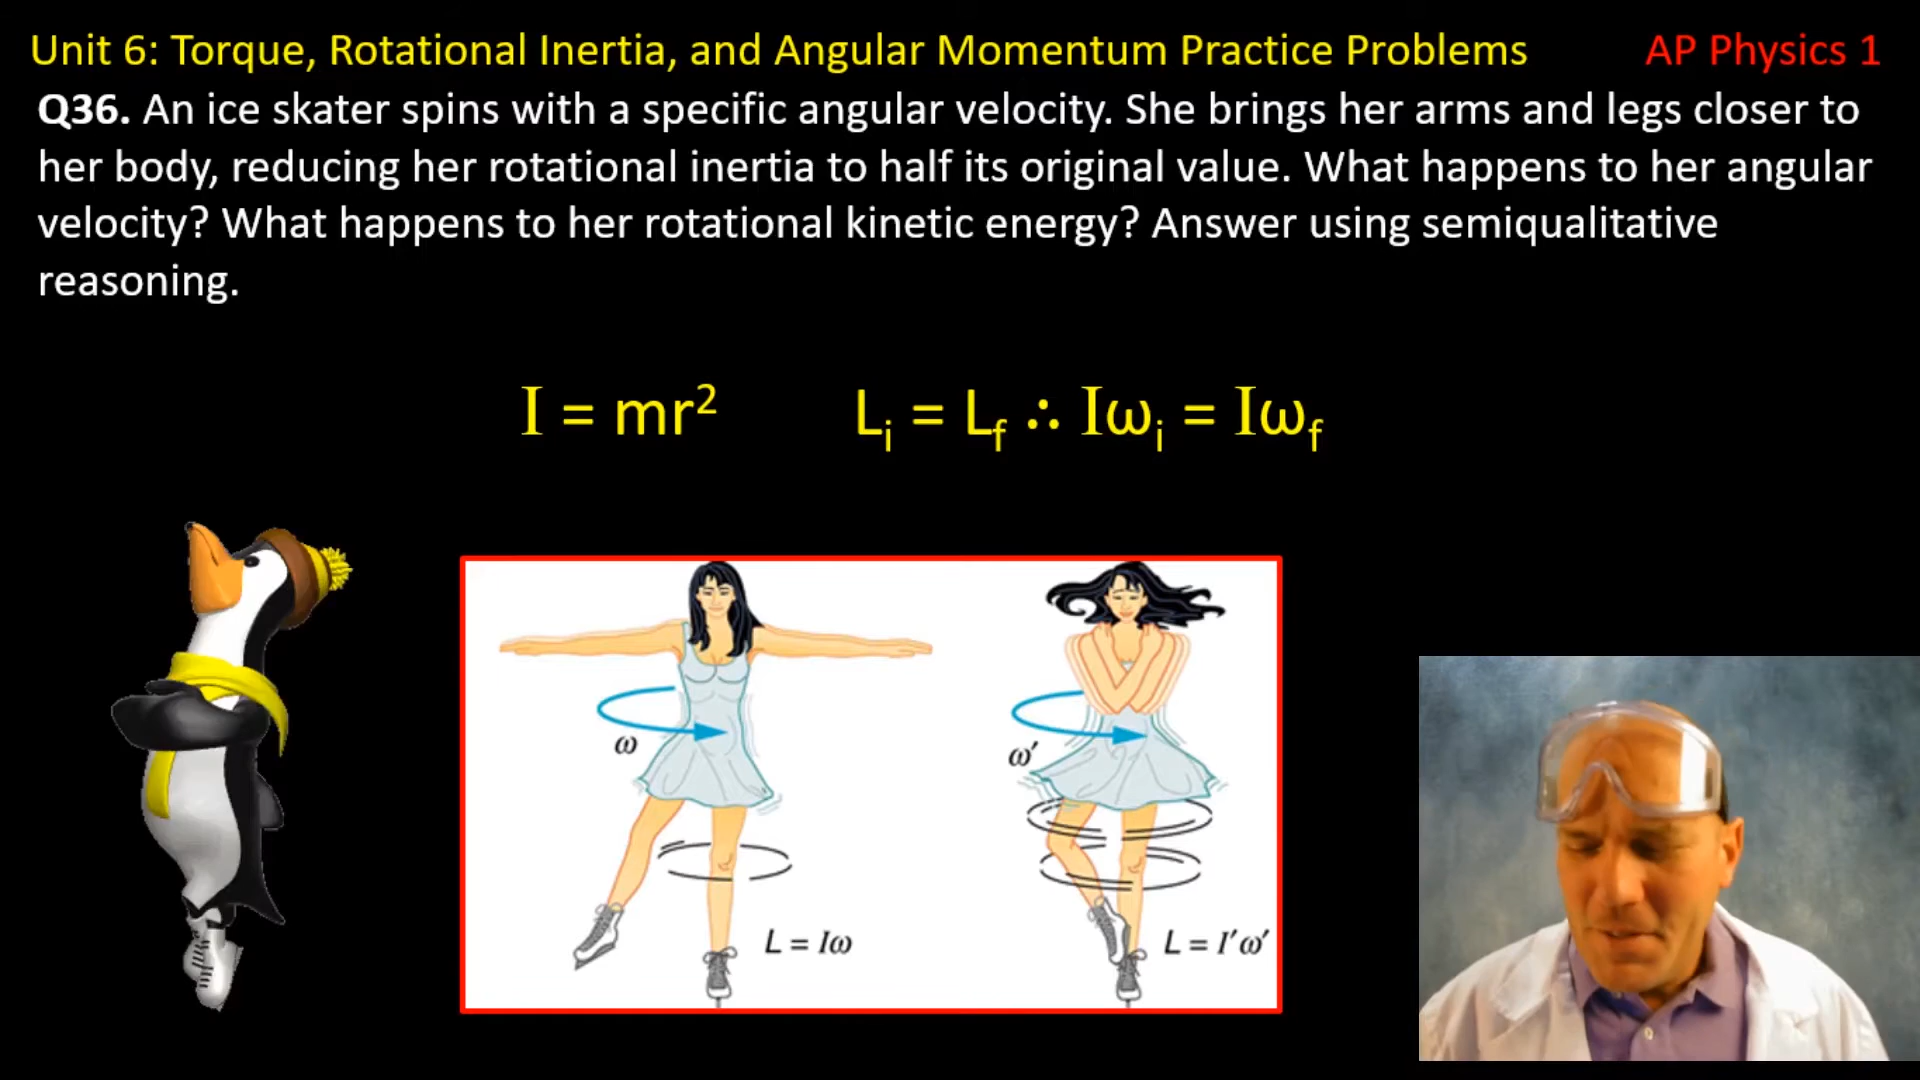 Unit 6: Torque, Rotational Inertia, and Angular Momentum Practice Problems AP Physics 1
Q36. An ice skater spins with a specific angular velocity. She brings her arms and legs closer to
her body, reducing her rotational inertia to half its original value. What happens to her angular
velocity? What happens to her rotational kinetic energy? Answer using semiqualitative
reasoning.
I = mr² Lᵢ = L_f ∴ Iωᵢ = Iω_f
ω
ω′
L = Iω
L = I′ω′